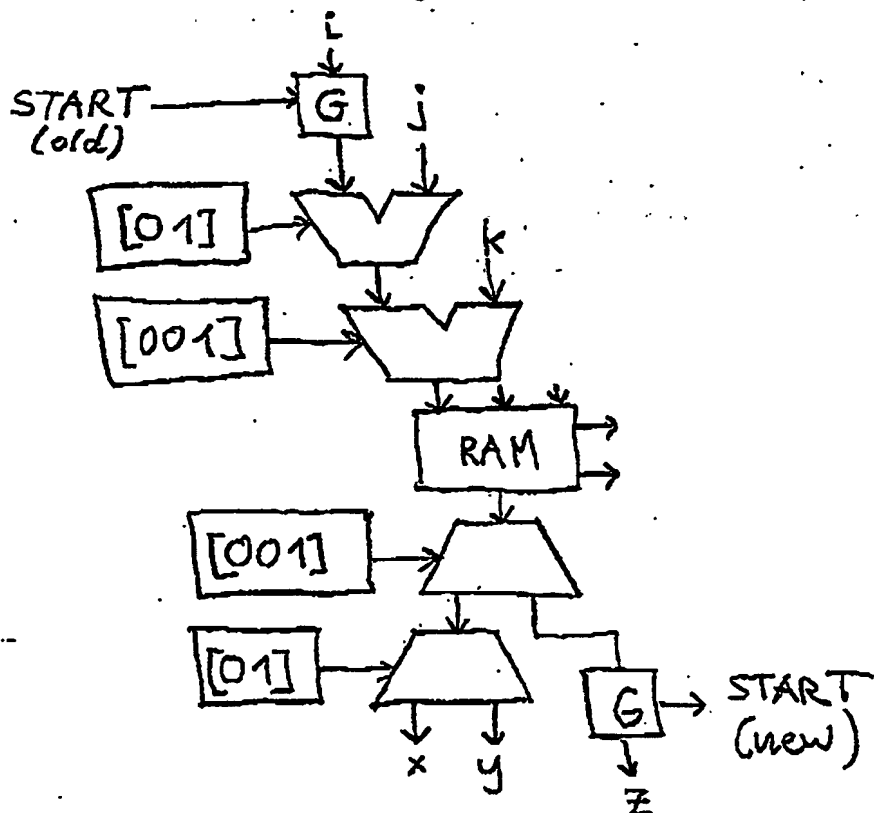 i
START
(old)
G
j
[01]
k
[001]
RAM
[001]
[01]
G
START
(new)
x
y
z